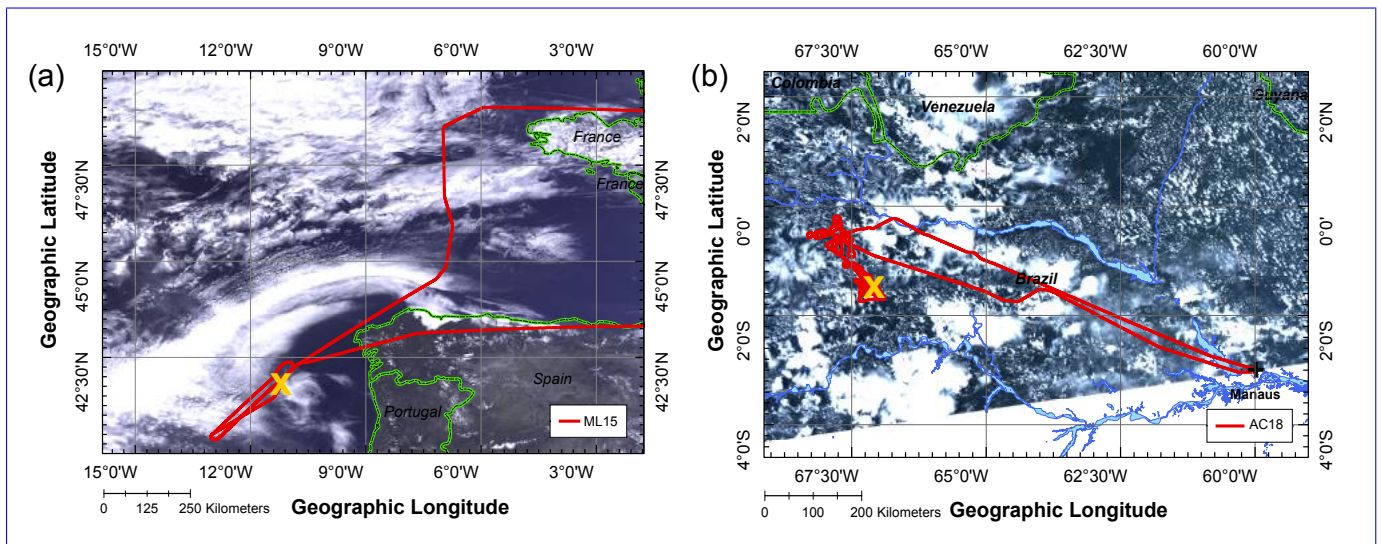 (a)
15°0'W 12°0'W 9°0'W 6°0'W 3°0'W
Geographic Latitude
47°30'N
45°0'N
42°30'N
47°30'N
45°0'N
42°30'N
France
France
Spain
Portugal
X
ML15
15°0'W 12°0'W 9°0'W 6°0'W 3°0'W
0 125 250 Kilometers
Geographic Longitude
(b)
67°30'W 65°0'W 62°30'W 60°0'W
Geographic Latitude
2°0'N
0°0'
2°0'S
4°0'S
2°0'N
0°0'
2°0'S
4°0'S
Colombia
Venezuela
Guyana
Brazil
X
Manaus
AC18
67°30'W 65°0'W 62°30'W 60°0'W
0 100 200 Kilometers
Geographic Longitude